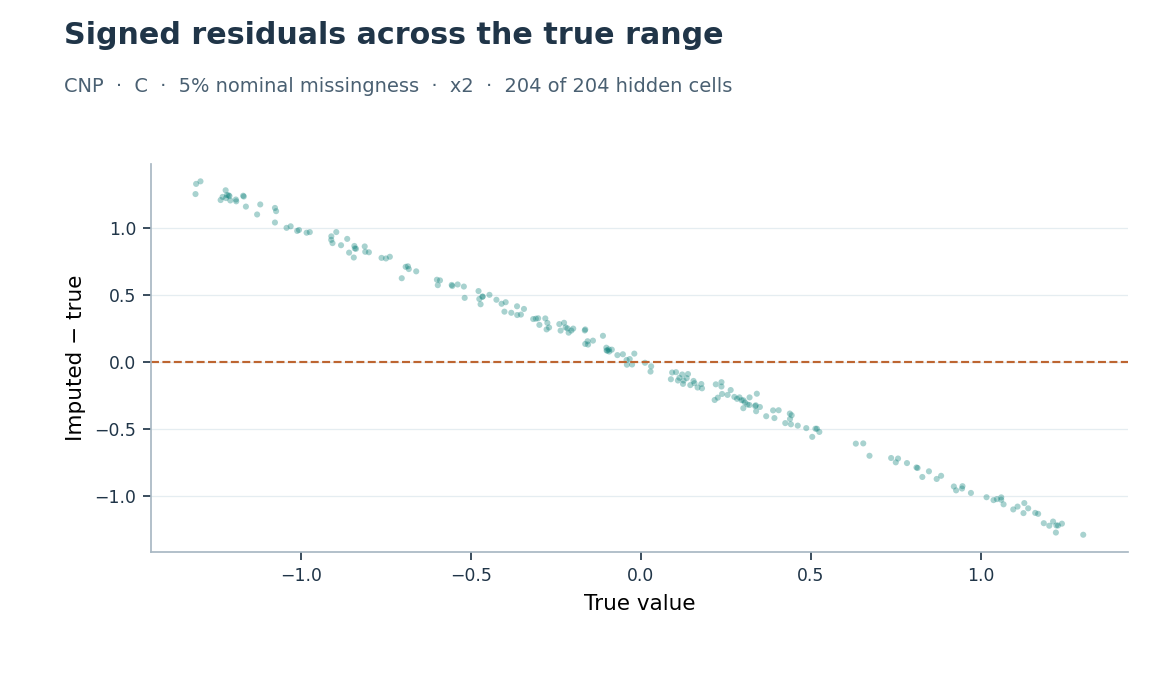 Signed residuals across the true range
CNP · C · 5% nominal missingness · x2 · 204 of 204 hidden cells
Imputed − true
1.0
0.5
0.0
−0.5
−1.0
−1.0
−0.5
0.0
0.5
1.0
True value